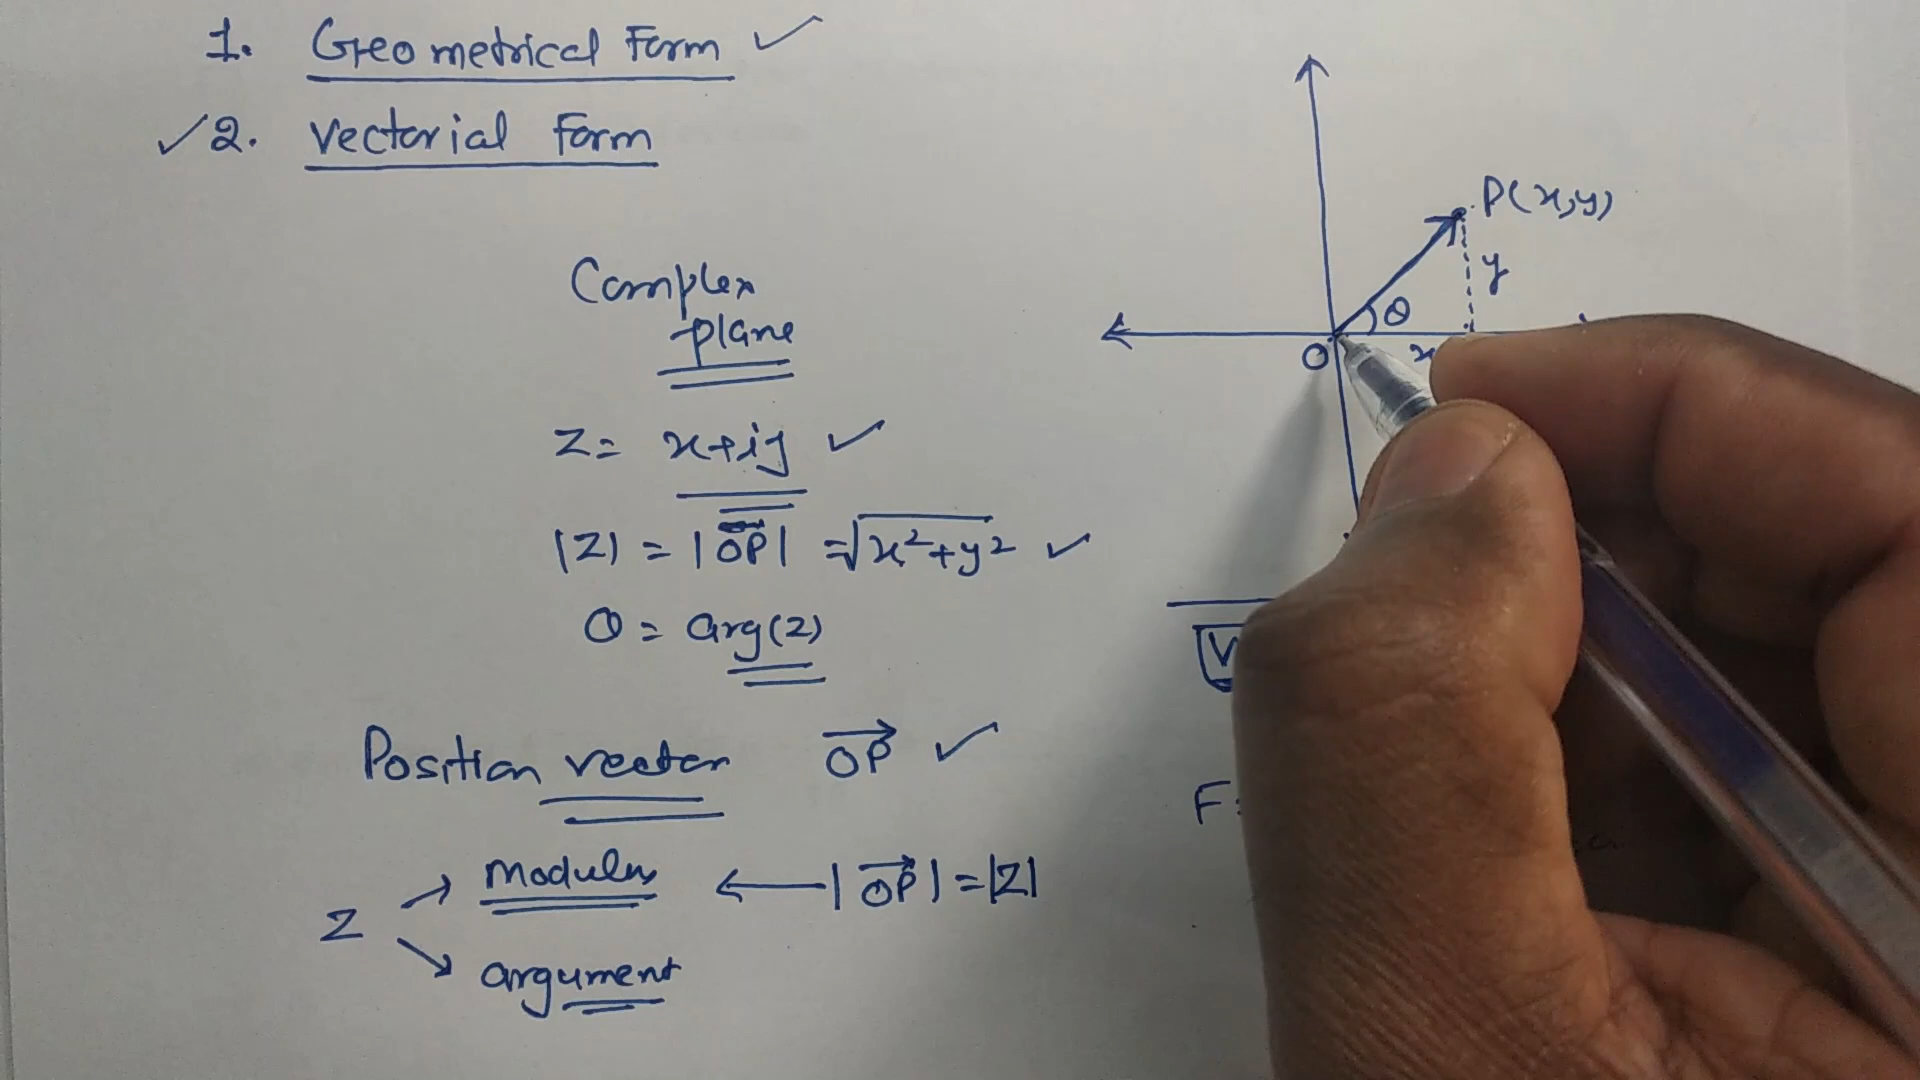 1. Geometrical Form ✓
✓2. Vectorial Form
Complex
plane
Z= x+iy ✓
|Z| = |OP| =√x²+y² ✓
θ = arg(Z)
Position vector OP ✓
Z → Modulus ← |OP| = |Z|
→ argument
P(x,y)
y
θ
O x
F: